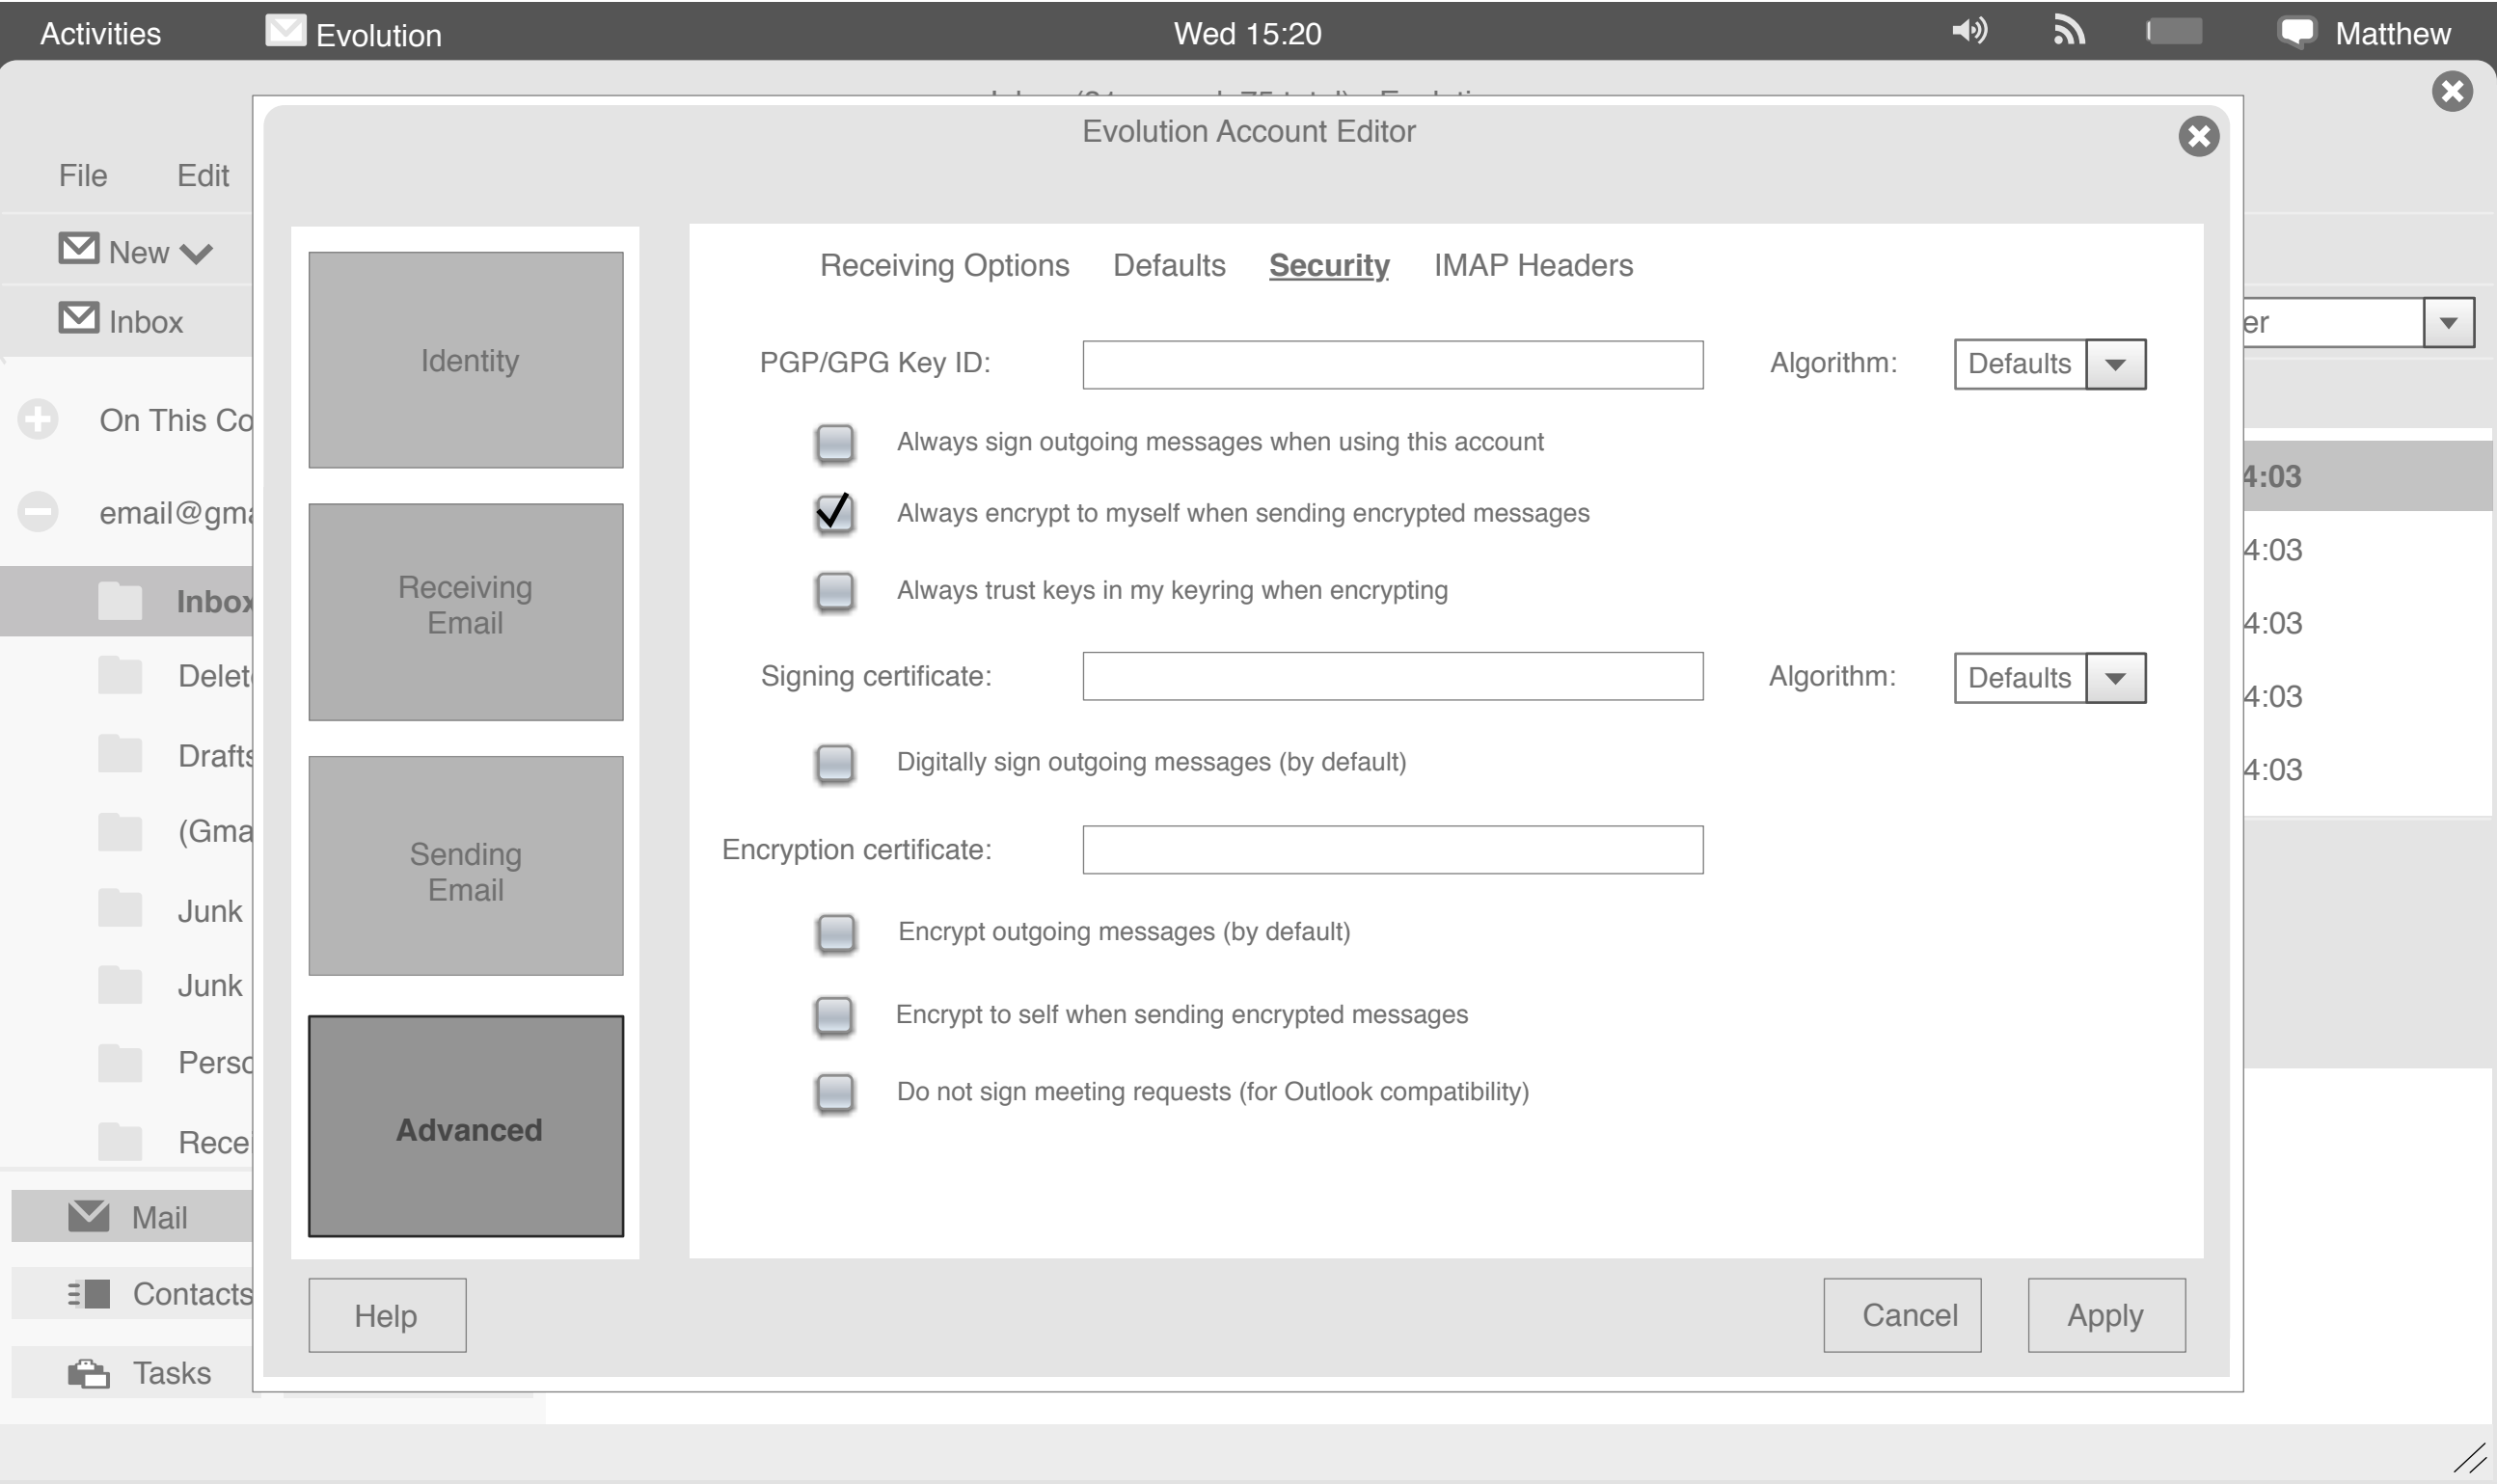 Activities
Evolution
Wed 15:20
Matthew
Evolution Account Editor
File
Edit
New
Inbox
er
On This Co
email@gma
Inbox
Delet
Drafts
(Gma
Junk
Junk
Perso
Recei
Mail
Contacts
Tasks
Identity
Receiving
Email
Sending
Email
Advanced
Receiving Options Defaults Security IMAP Headers
PGP/GPG Key ID:
Algorithm: Defaults
Always sign outgoing messages when using this account
Always encrypt to myself when sending encrypted messages
Always trust keys in my keyring when encrypting
Signing certificate:
Algorithm: Defaults
Digitally sign outgoing messages (by default)
Encryption certificate:
Encrypt outgoing messages (by default)
Encrypt to self when sending encrypted messages
Do not sign meeting requests (for Outlook compatibility)
4:03
4:03
4:03
4:03
4:03
Help
Cancel
Apply